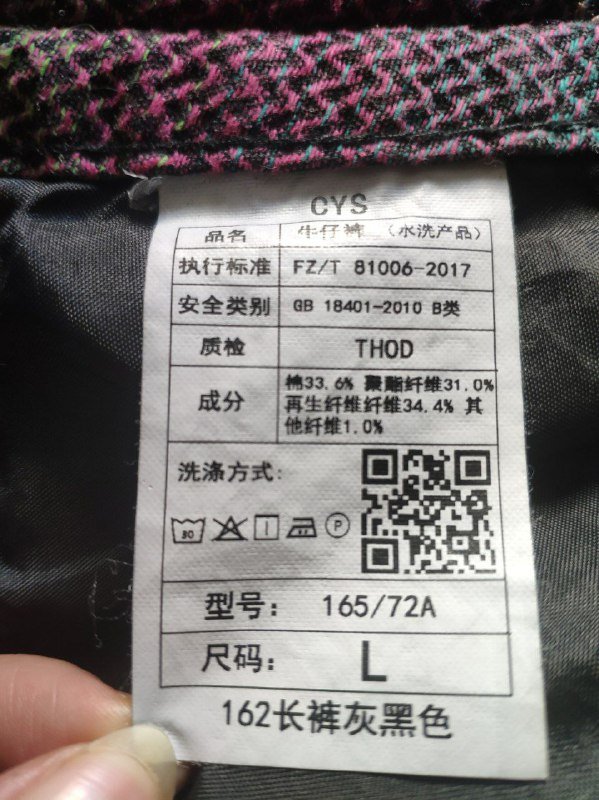 CYS
品名 牛仔裤 (水洗产品)
执行标准 FZ/T 81006-2017
安全类别 GB 18401-2010 B类
质检 THOD
成分 棉33.6% 聚酯纤维31.0%
再生纤维纤维34.4% 其
他纤维1.0%
洗涤方式:
30 P
型号: 165/72A
尺码: L
162长裤灰黑色